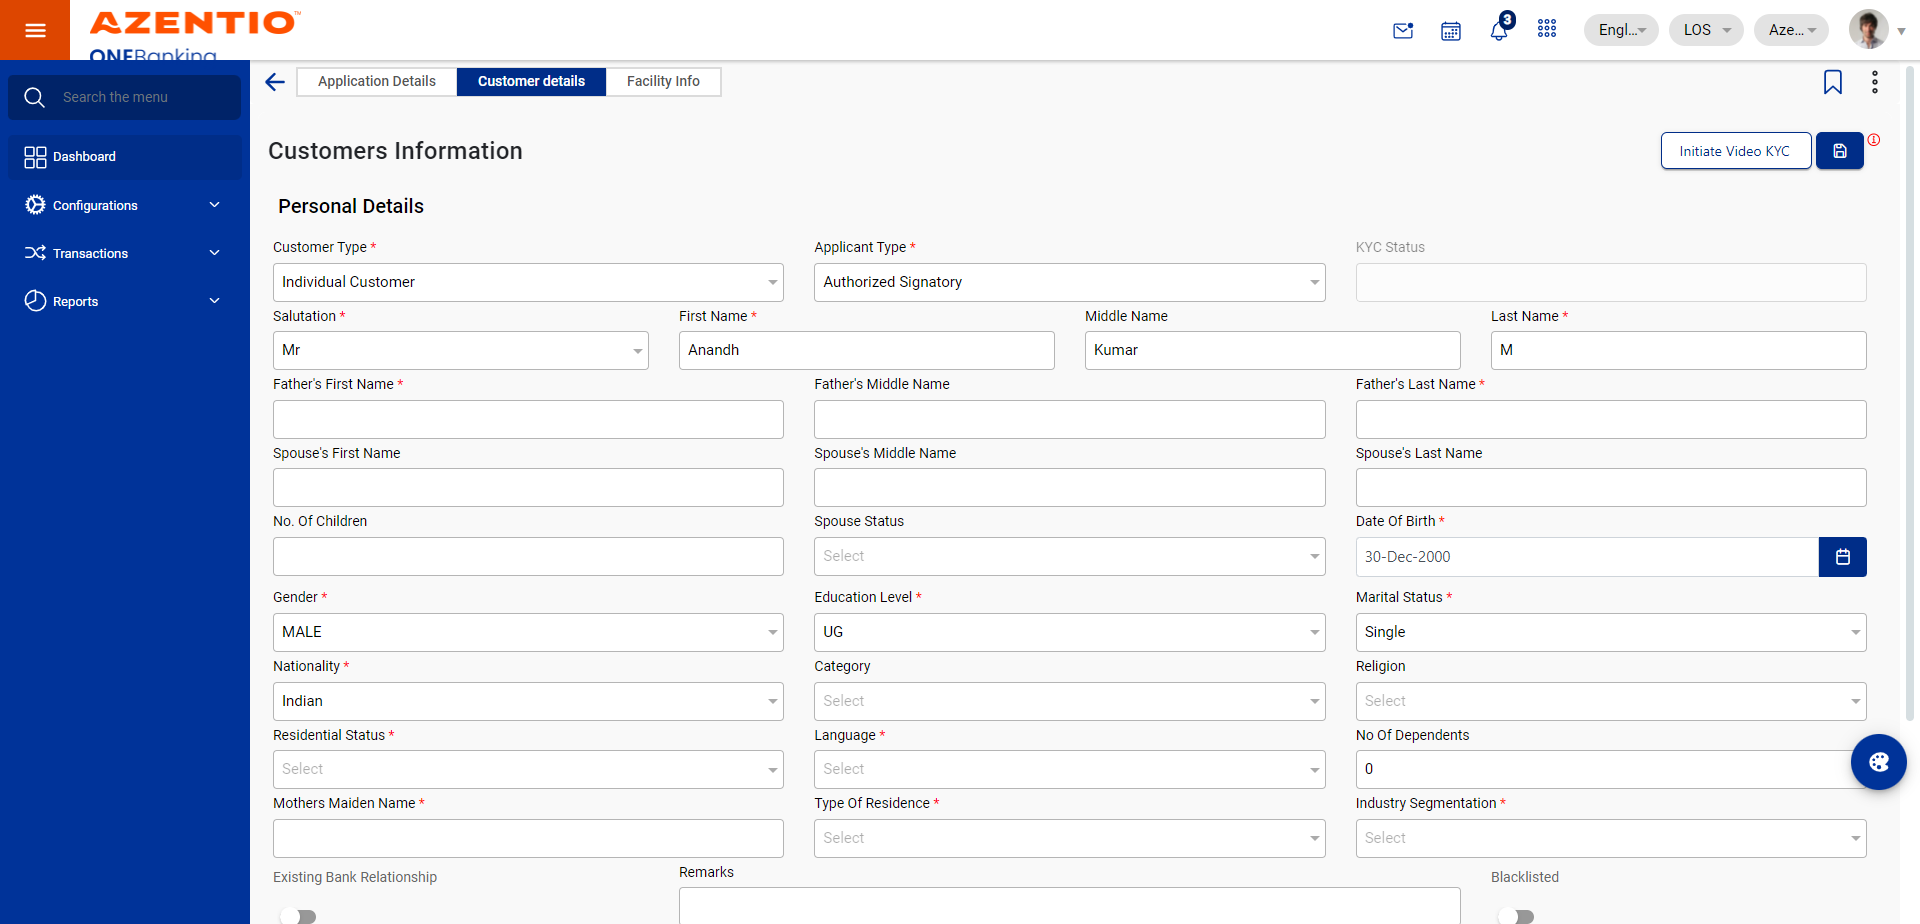 AZENTIO™
ONEBanking
3
Engl...
LOS
Aze...
Search the menu
Dashboard
Configurations
Transactions
Reports
Application Details
Customer details
Facility Info
Customers Information
Initiate Video KYC
Personal Details
Customer Type *
Applicant Type *
KYC Status
Individual Customer
Authorized Signatory
Salutation *
First Name *
Middle Name
Last Name *
Mr
Anandh
Kumar
M
Father's First Name *
Father's Middle Name
Father's Last Name *
Spouse's First Name
Spouse's Middle Name
Spouse's Last Name
No. Of Children
Spouse Status
Date Of Birth *
Select
30-Dec-2000
Gender *
Education Level *
Marital Status *
MALE
UG
Single
Nationality *
Category
Religion
Indian
Select
Select
Residential Status *
Language *
No Of Dependents
Select
Select
0
Mothers Maiden Name *
Type Of Residence *
Industry Segmentation *
Select
Select
Existing Bank Relationship
Remarks
Blacklisted